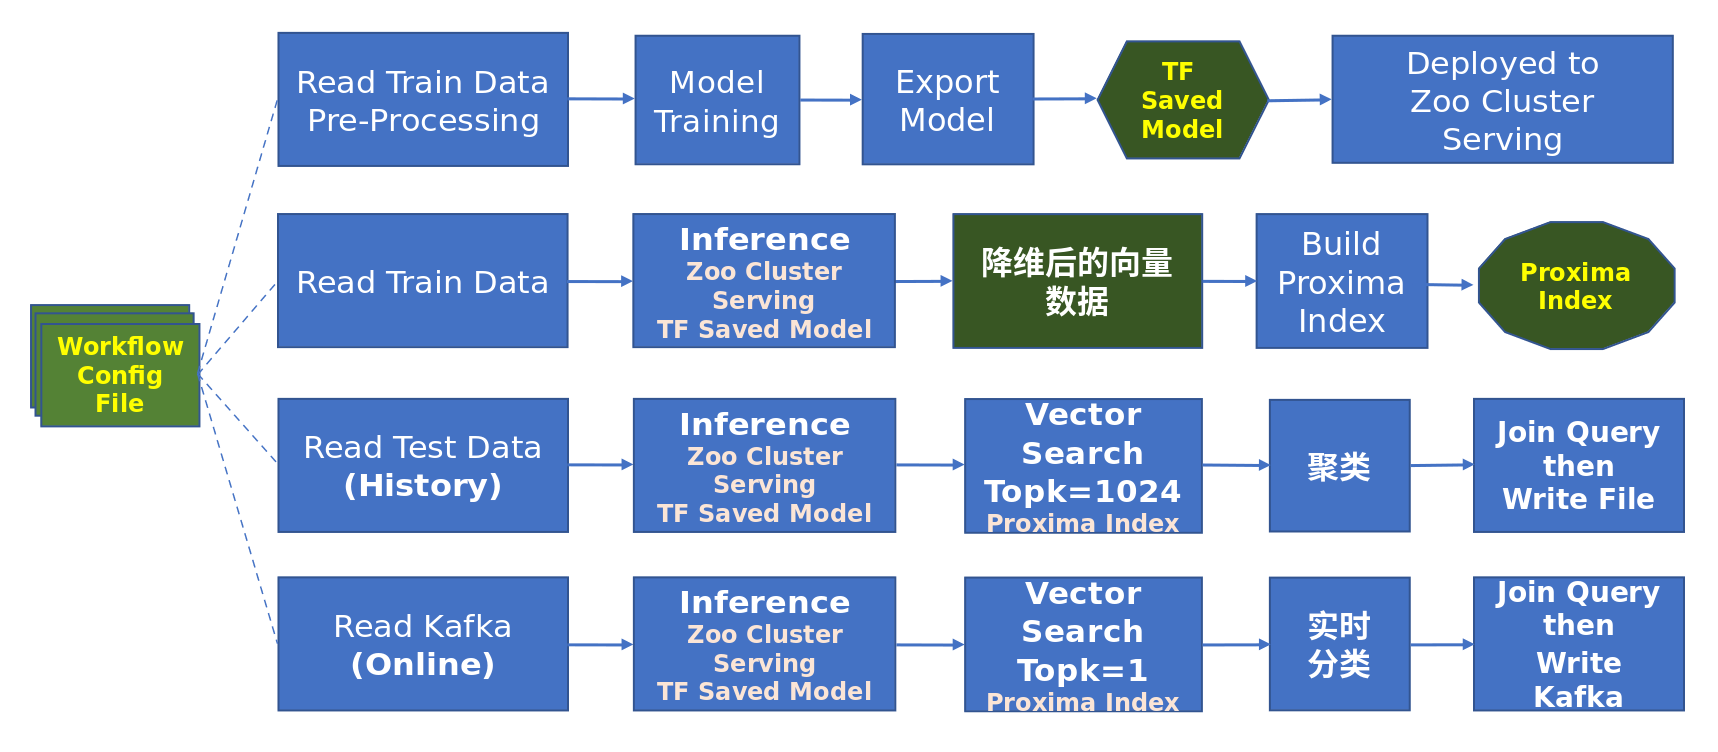 Read Train Data
Pre-Processing
Model
Training
Export
Model
TF
Saved
Model
Deployed to
Zoo Cluster
Serving
Read Train Data
Inference
Zoo Cluster
Serving
TF Saved Model
降维后的向量
数据
Build
Proxima
Index
Proxima
Index
Workflow
Config
File
Read Test Data
(History)
Inference
Zoo Cluster
Serving
TF Saved Model
Vector
Search
Topk=1024
Proxima Index
聚类
Join Query
then
Write File
Read Kafka
(Online)
Inference
Zoo Cluster
Serving
TF Saved Model
Vector
Search
Topk=1
Proxima Index
实时
分类
Join Query
then
Write
Kafka